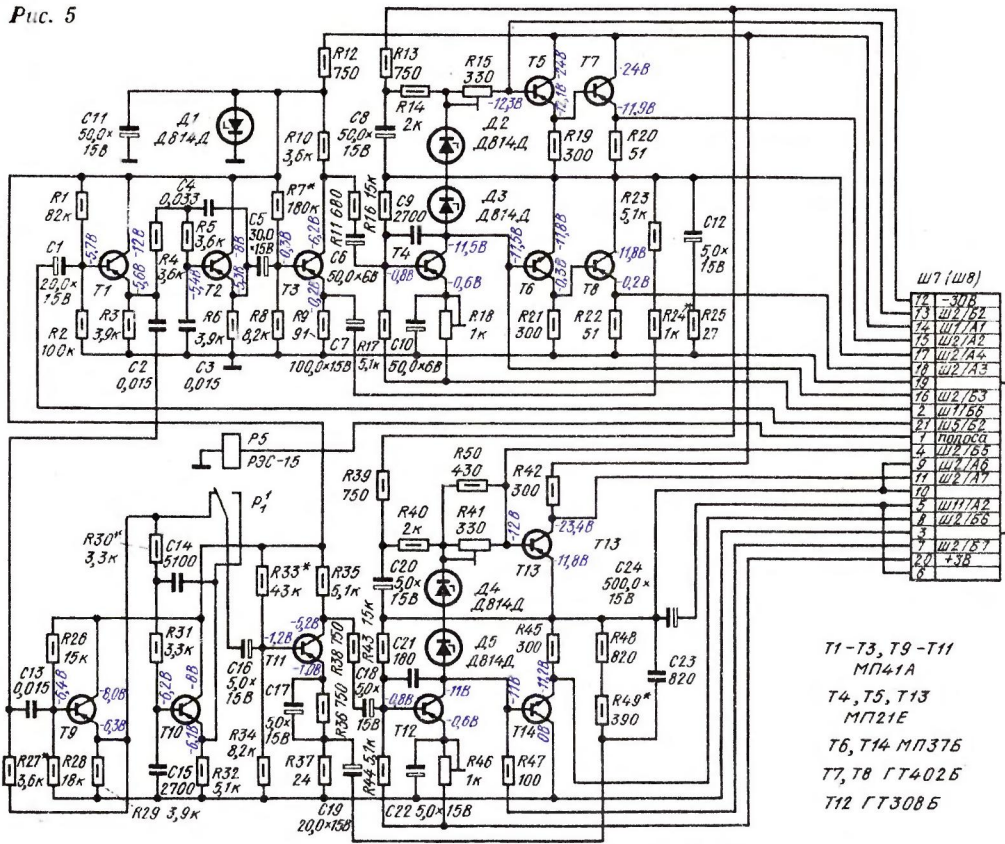 Рис. 5
R12
750
R13
750
R15
330
T5
T7
-24В
-24В
R14
2к
-12,3В
-12,1В
-11,9В
C11
50,0×
15В
Д1
Д814Д
R10
3,6к
C8
50,0×
15В
Д2
Д814Д
R19
300
R20
51
R1
82к
C4
0,033
R7*
180к
R11 680
R16 15к
C9
2700
Д3
Д814Д
R23
5,1к
C12
5,0×
15В
-5,7В
-12В
R5
3,6к
-8В
C5
30,0
×15В
-0,3В
-6,2В
T4
-11,5В
-11,5В
-11,8В
11,8В
C1
20,0×
15В
T1
-5,6В
R4
3,6к
-5,4В
T2
-5,3В
T3
-0,2В
C6
50,0×6В
-0,8В
-0,6В
T6
-0,3В
T8
-0,2В
R2
100к
R3
3,9к
R6
3,9к
R8
8,2к
R9
91
C7
100,0×15В
R17
5,1к
C10
50,0×6В
R18
1к
R21
300
R22
51
R24*
1к
R25
27
C2
0,015
C3
0,015
Ш7 (Ш8)
12 -30В
13 Ш2/Б2
14 Ш1/А1
15 Ш2/А2
17 Ш2/А4
18 Ш2/А3
19
16 Ш2/Б3
2 Ш1/Б6
21 Ш5/Б2
1 полоса
4 Ш2/Б5
9 Ш2/А6
11 Ш2/А7
10
5 Ш11/А2
8 Ш2/Б6
3
7 Ш2/Б7
20 +3В
6
P5
РЭС-15
P1¹
R39
750
R50
430
R42
300
R40
2к
R41
330
-12В
-23,4В
T13
-11,8В
R30*
3,3к
C14
5100
R33*
43к
R35
5,1к
C20
5,0×
15В
Д4
Д814Д
C24
500,0×
15В
R26
15к
R31
3,3к
-1,2В
-5,2В
R38 750
R43 15к
C21
180
Д5
Д814Д
R45
300
R48
820
C23
820
C13
0,015
-6,4В
-8,0В
-6,2В
-8В
C16
5,0×
15В
T11
-1,0В
C18
5,0×
15В
-0,8В
-11В
-11В
-11,2В
R49*
390
T9
-6,3В
T10
-6,1В
C17
5,0×
15В
R36 750
T12
-0,6В
T14
0В
R27*
3,6к
R28
18к
C15
2700
R32
5,1к
R34
8,2к
R37
24
R44 5,1к
R46
1к
R47
100
R29 3,9к
C19
20,0×15В
C22 5,0×15В
T1-T3, T9-T11
МП41А
T4, T5, T13
МП21Е
T6, T14 МП37Б
T7, T8 ГТ402Б
T12 ГТ308Б